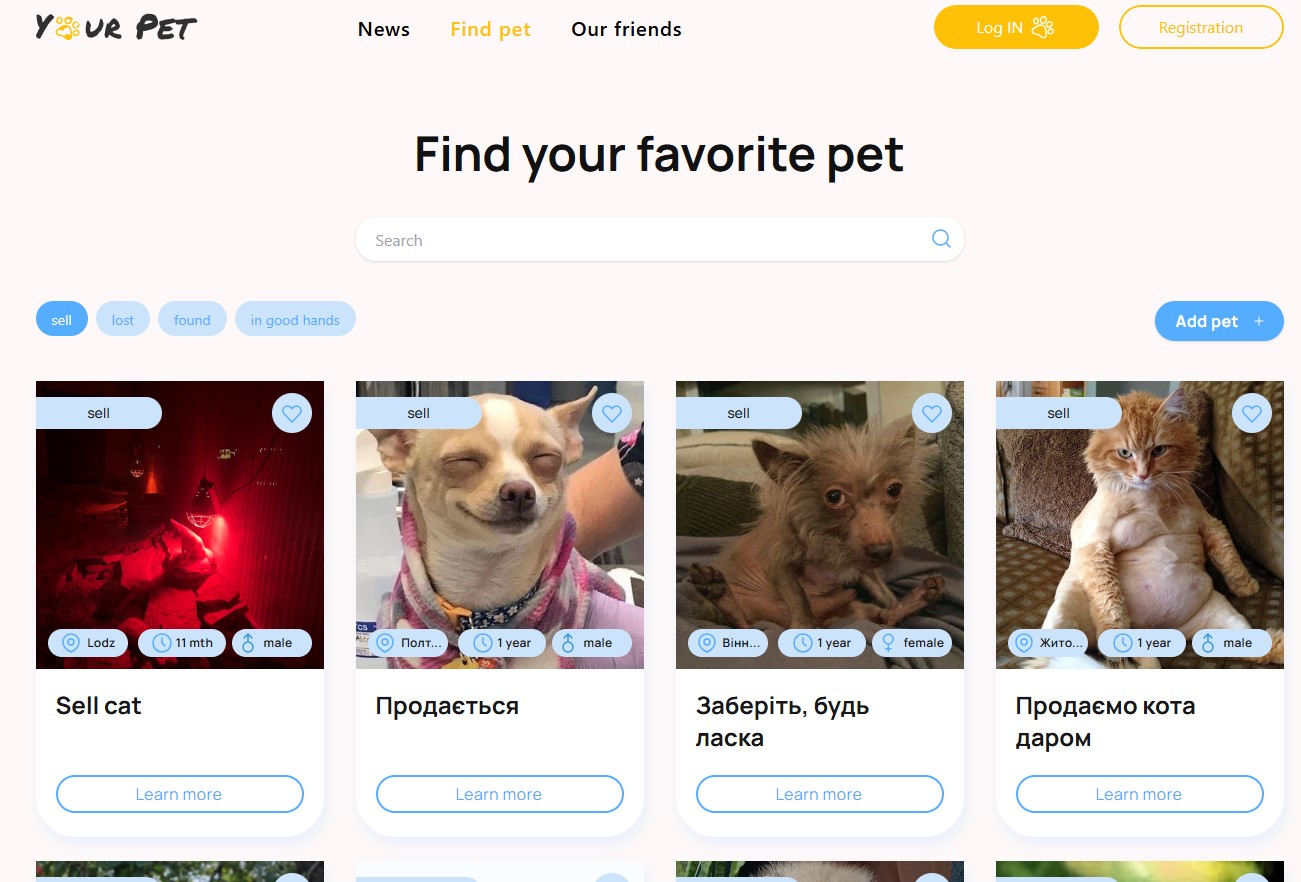 YOUR PET
News
Find pet
Our friends
Log IN
Registration
Find your favorite pet
Search
sell
lost
found
in good hands
Add pet +
sell
sell
sell
sell
Lodz
11 mth
male
Полт...
1 year
male
Вінн...
1 year
female
Жито...
1 year
male
Sell cat
Продається
Заберіть, будь
ласка
Продаємо кота
даром
Learn more
Learn more
Learn more
Learn more